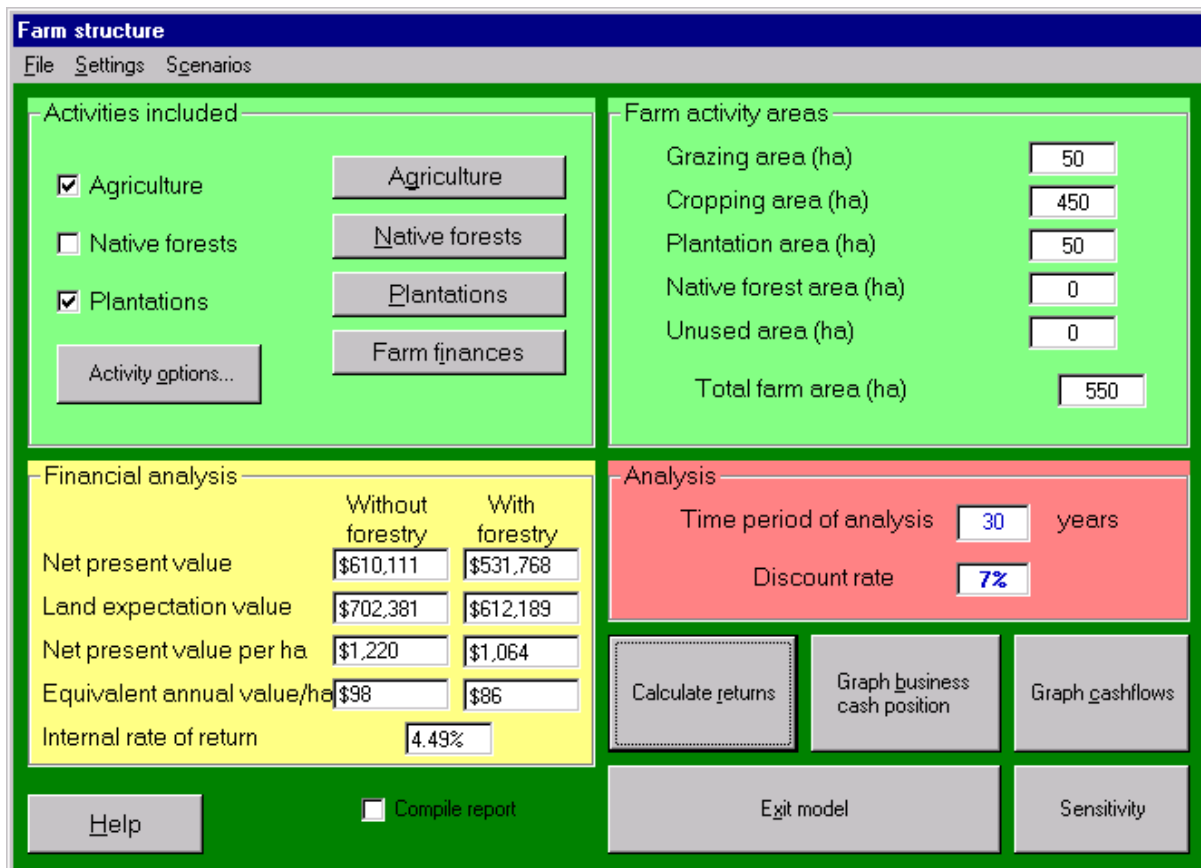 Farm structure
File Settings Scenarios
Activities included
Agriculture
Agriculture
Native forests
Native forests
Plantations
Plantations
Farm finances
Activity options...
Farm activity areas
Grazing area (ha) 50
Cropping area (ha) 450
Plantation area (ha) 50
Native forest area (ha) 0
Unused area (ha) 0
Total farm area (ha) 550
Financial analysis
Without forestry
With forestry
Net present value $610,111 $531,768
Land expectation value $702,381 $612,189
Net present value per ha $1,220 $1,064
Equivalent annual value/ha $98 $86
Internal rate of return 4.49%
Analysis
Time period of analysis 30 years
Discount rate 7%
Calculate returns
Graph business
cash position
Graph cashflows
Help
Compile report
Exit model
Sensitivity